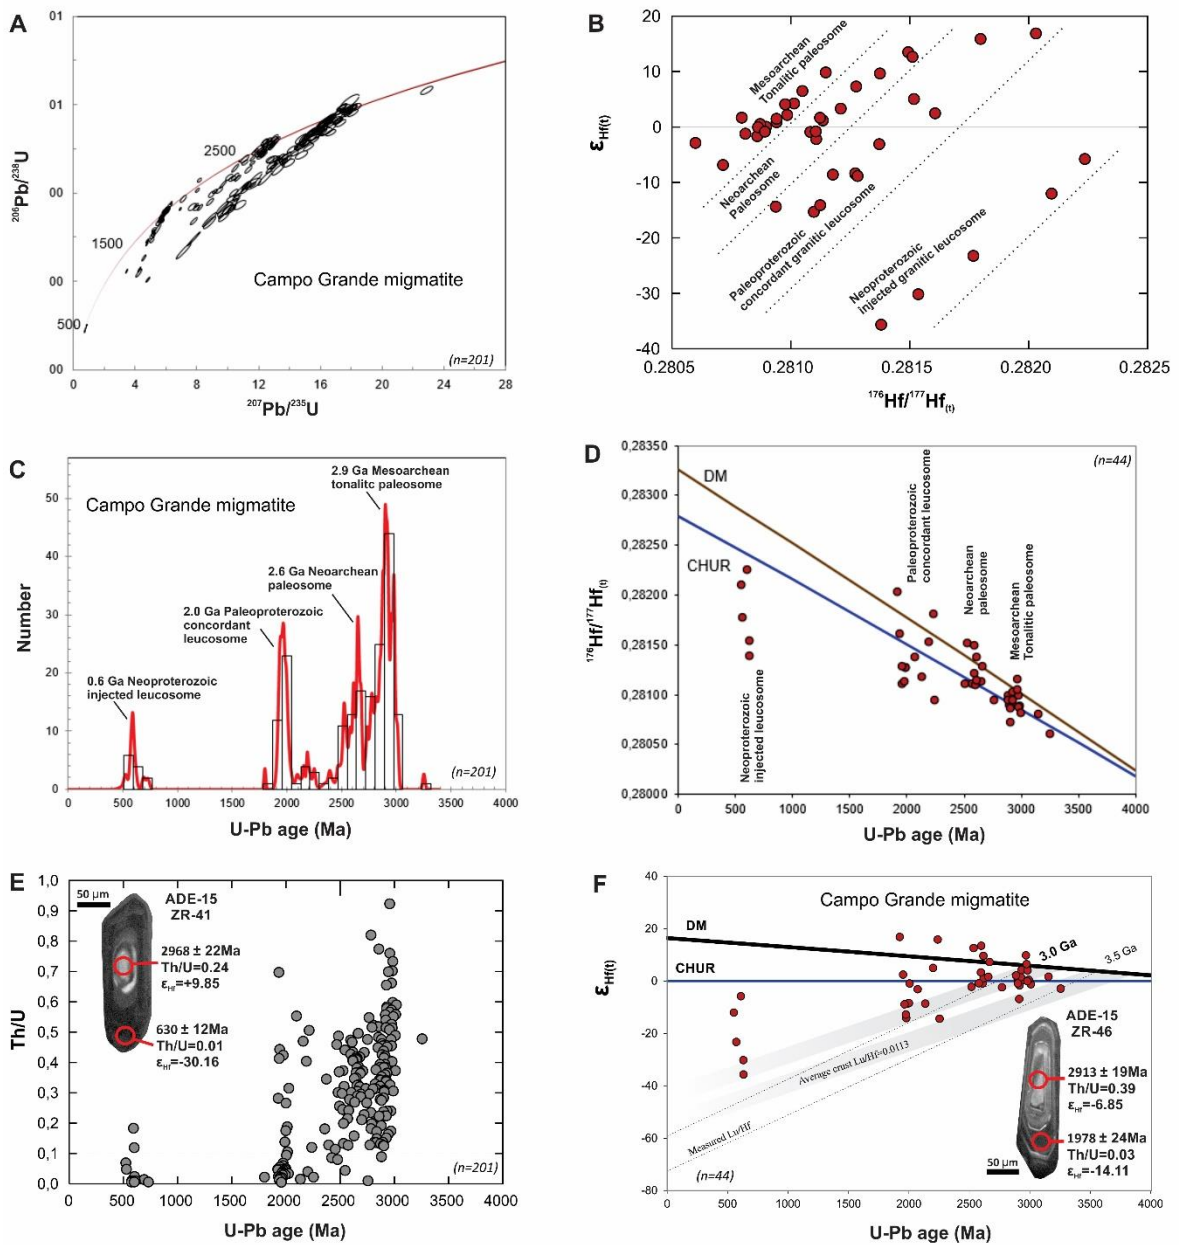 A
01
01
00
00
00
2500
1500
500
²⁰⁶Pb/²³⁸U
Campo Grande migmatite
(n=201)
0 4 8 12 16 20 24 28
²⁰⁷Pb/²³⁵U
B
20
10
0
-10
-20
-30
-40
εHf(t)
Mesoarchean
Tonalitic paleosome
Neoarchean
Paleosome
Paleoproterozoic
concordant granitic leucosome
Neoproterozoic
injected granitic leucosome
0.2805 0.2810 0.2815 0.2820 0.2825
¹⁷⁶Hf/¹⁷⁷Hf(t)
C
50
40
30
20
10
0
Number
Campo Grande migmatite
2.9 Ga Mesoarchean
tonalitc paleosome
2.6 Ga Neoarchean
paleosome
2.0 Ga Paleoproterozoic
concordant
leucosome
0.6 Ga Neoproterozoic
injected leucosome
(n=201)
0 500 1000 1500 2000 2500 3000 3500 4000
U-Pb age (Ma)
D
0,28350
0,28300
0,28250
0,28200
0,28150
0,28100
0,28050
0,28000
¹⁷⁶Hf/¹⁷⁷Hf(t)
(n=44)
DM
CHUR
Neoproterozoic
injected leucosome
Paleoproterozoic
concordant leucosome
Neoarchean
paleosome
Mesoarchean
Tonalitic paleosome
0 500 1000 1500 2000 2500 3000 3500 4000
U-Pb age (Ma)
E
1,0
0,9
0,8
0,7
0,6
0,5
0,4
0,3
0,2
0,1
0,0
Th/U
50 µm
ADE-15
ZR-41
2968 ± 22Ma
Th/U=0.24
εHf=+9.85
630 ± 12Ma
Th/U=0.01
εHf=-30.16
(n=201)
0 500 1000 1500 2000 2500 3000 3500 4000
U-Pb age (Ma)
F
40
20
0
-20
-40
-60
-80
εHf(t)
Campo Grande migmatite
DM
CHUR
3.0 Ga
3.5 Ga
Average crust Lu/Hf=0.0113
Measured Lu/Hf
ADE-15
ZR-46
2913 ± 19Ma
Th/U=0.39
εHf=-6.85
1978 ± 24Ma
Th/U=0.03
εHf=-14.11
50 µm
(n=44)
0 500 1000 1500 2000 2500 3000 3500 4000
U-Pb age (Ma)